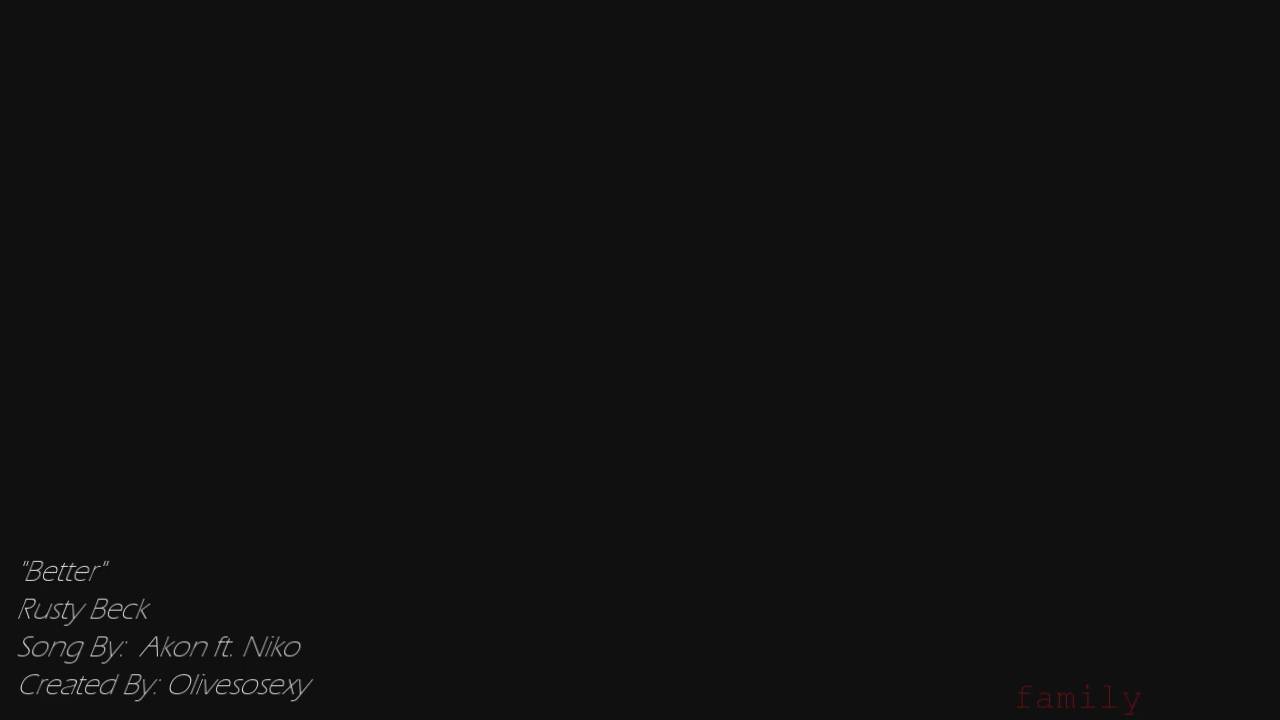 "Better"
Rusty Beck
Song By: Akon ft. Niko
Created By: Olivesosexy
family